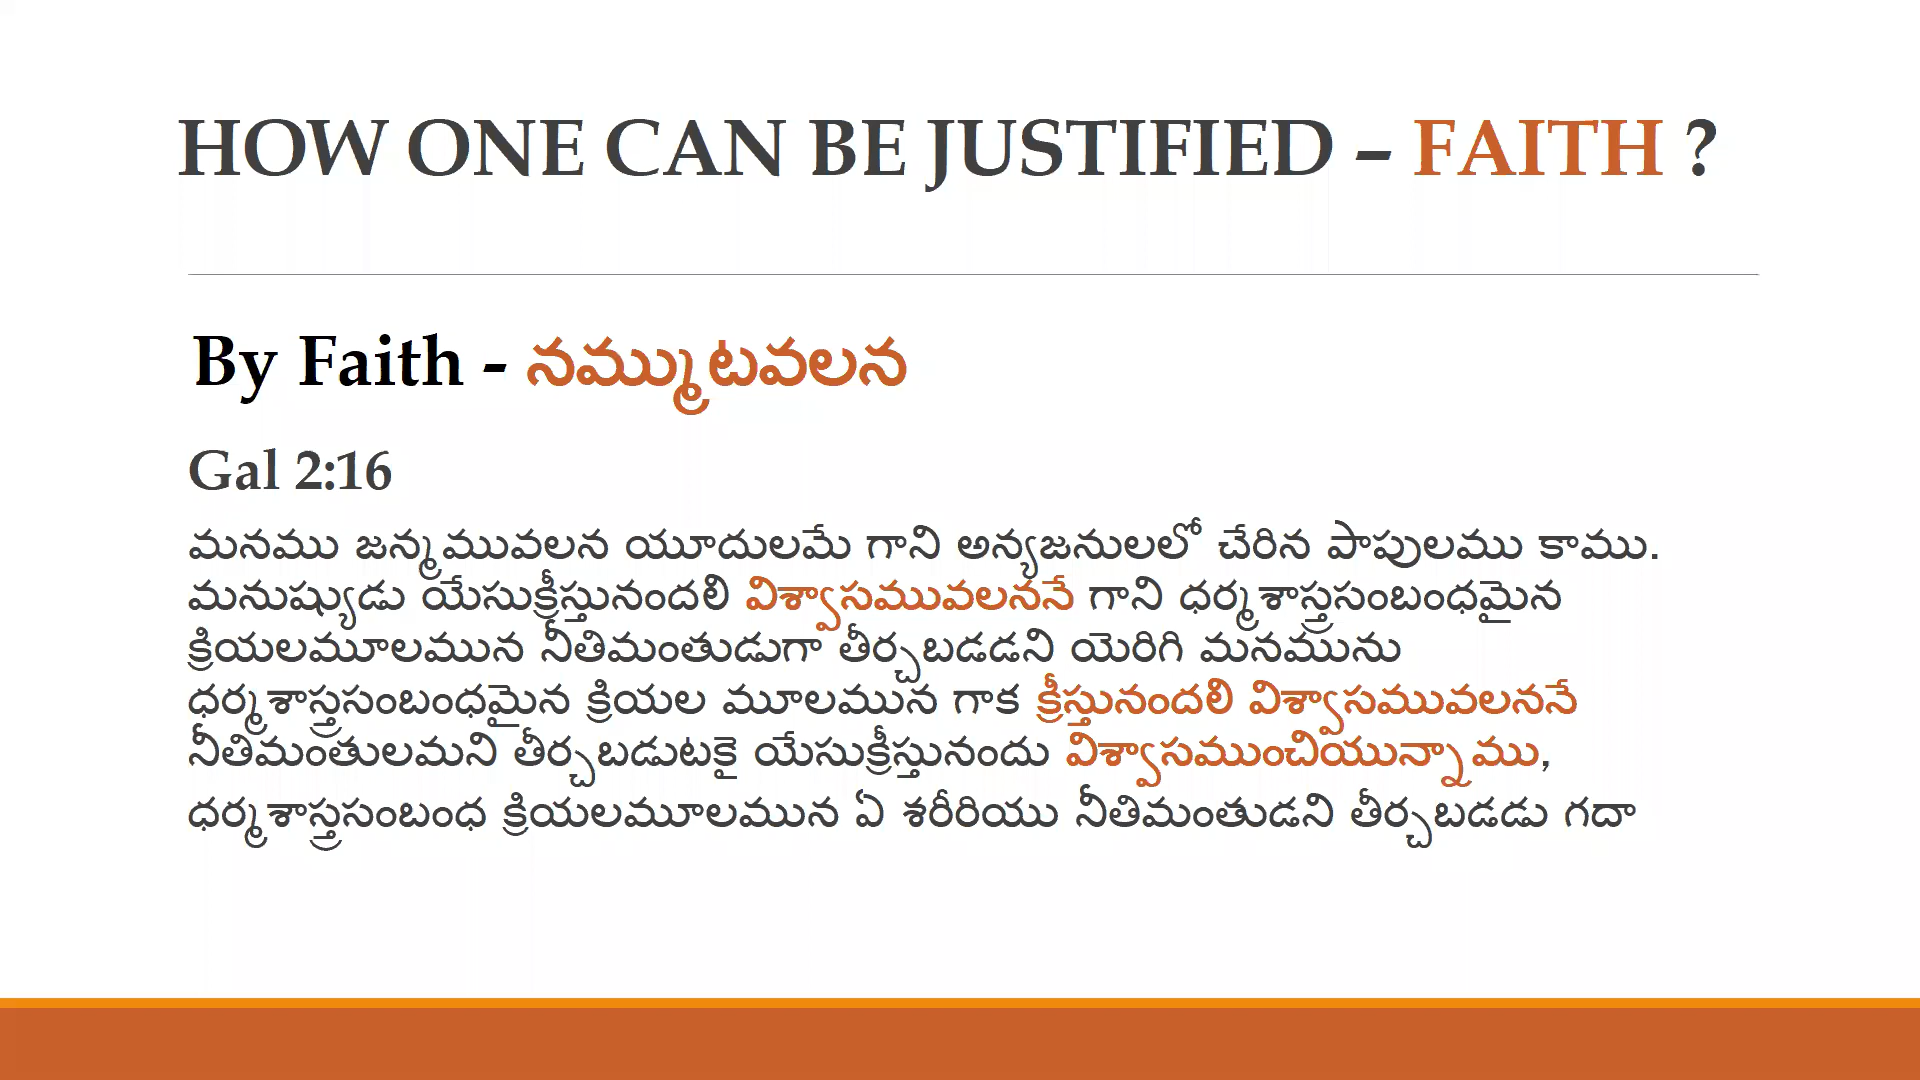 HOW ONE CAN BE JUSTIFIED – FAITH ?
By Faith - నమ్ముటవలన
Gal 2:16
మనము జన్మమువలన యూదులమే గాని అన్యజనులలో చేరిన పాపులము కాము.
మనుష్యుడు యేసుక్రీస్తునందలి విశ్వాసమువలననే గాని ధర్మశాస్త్రసంబంధమైన
క్రియలమూలమున నీతిమంతుడుగా తీర్చబడడని యెరిగి మనమును
ధర్మశాస్త్రసంబంధమైన క్రియల మూలమున గాక క్రీస్తునందలి విశ్వాసమువలననే
నీతిమంతులమని తీర్చబడుటకై యేసుక్రీస్తునందు విశ్వాసముంచియున్నాము,
ధర్మశాస్త్రసంబంధ క్రియలమూలమున ఏ శరీరియు నీతిమంతుడని తీర్చబడడు గదా